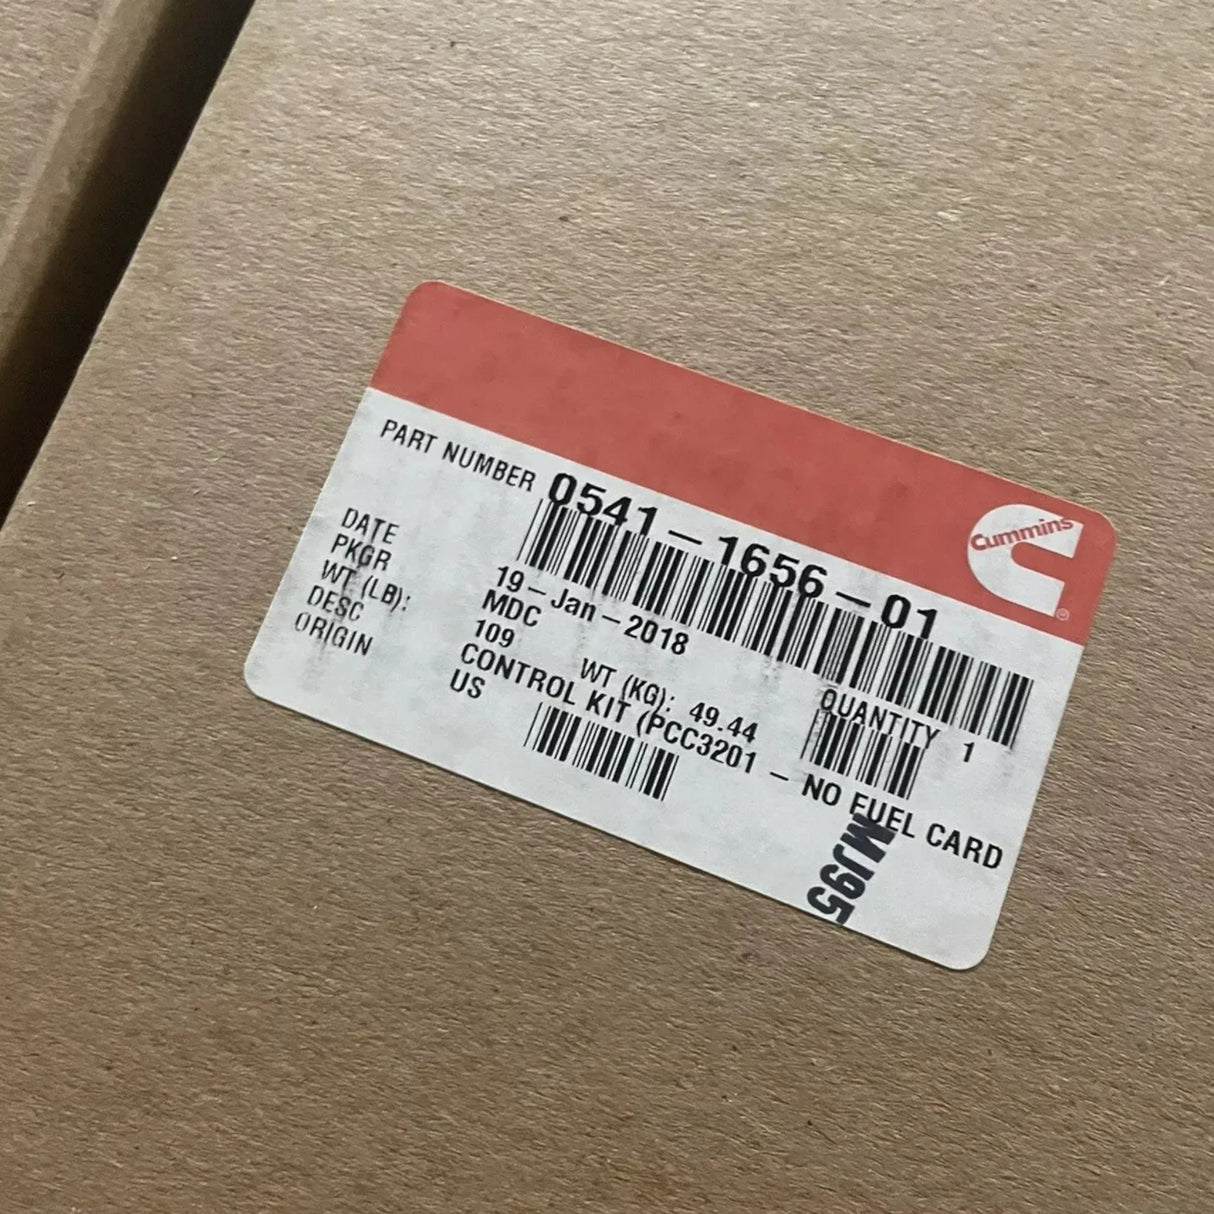 Cummins
PART NUMBER 0541-1656-01
DATE 19-Jan-2018
PKGR MDC QUANTITY 1
WT (LB): 109 WT (KG): 49.44
DESC CONTROL KIT (PCC3201 - NO FUEL CARD
ORIGIN US
MJ95